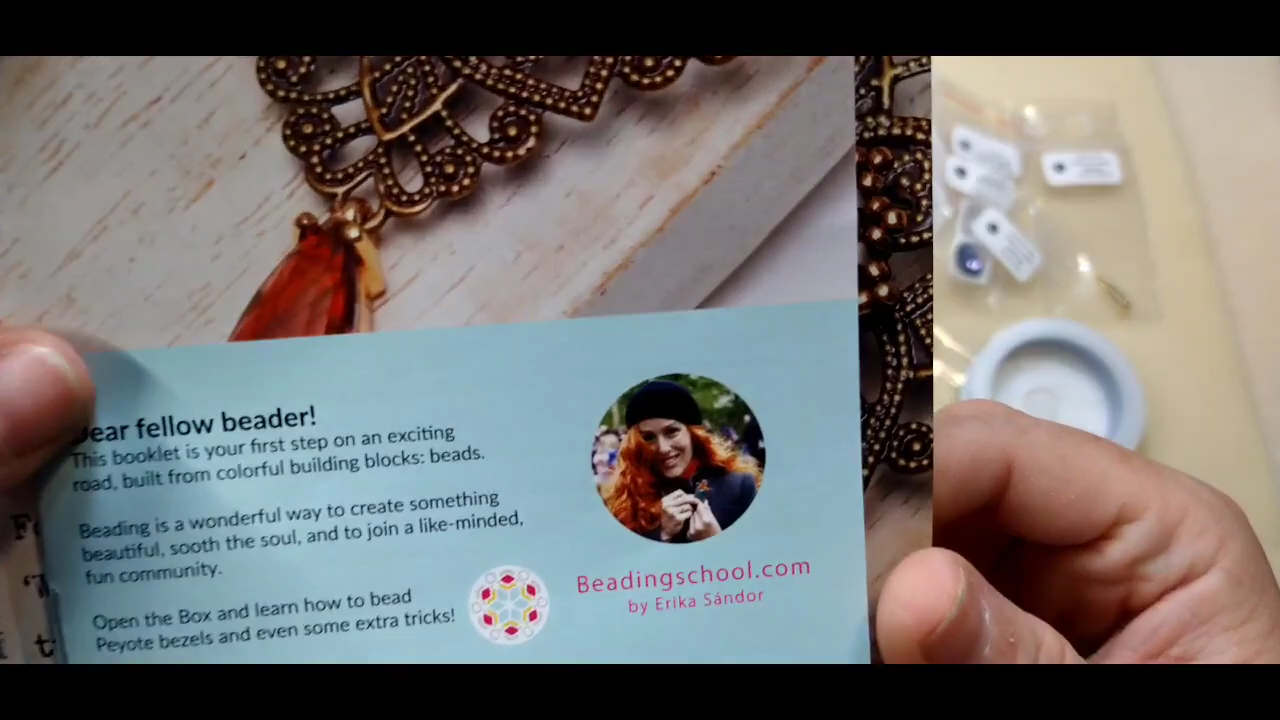 Dear fellow beader!
This booklet is your first step on an exciting
road, built from colorful building blocks: beads.
Beading is a wonderful way to create something
beautiful, sooth the soul, and to join a like-minded,
fun community.
Open the Box and learn how to bead
Peyote bezels and even some extra tricks!
Beadingschool.com
by Erika Sándor